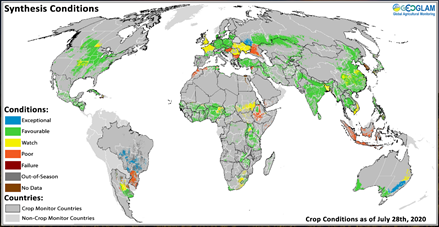 Synthesis Conditions
GEOGLAM
Global Agricultural Monitoring
Conditions:
Exceptional
Favourable
Watch
Poor
Failure
Out-of-Season
No Data
Countries:
Crop Monitor Countries
Non-Crop Monitor Countries
Crop Conditions as of July 28th, 2020